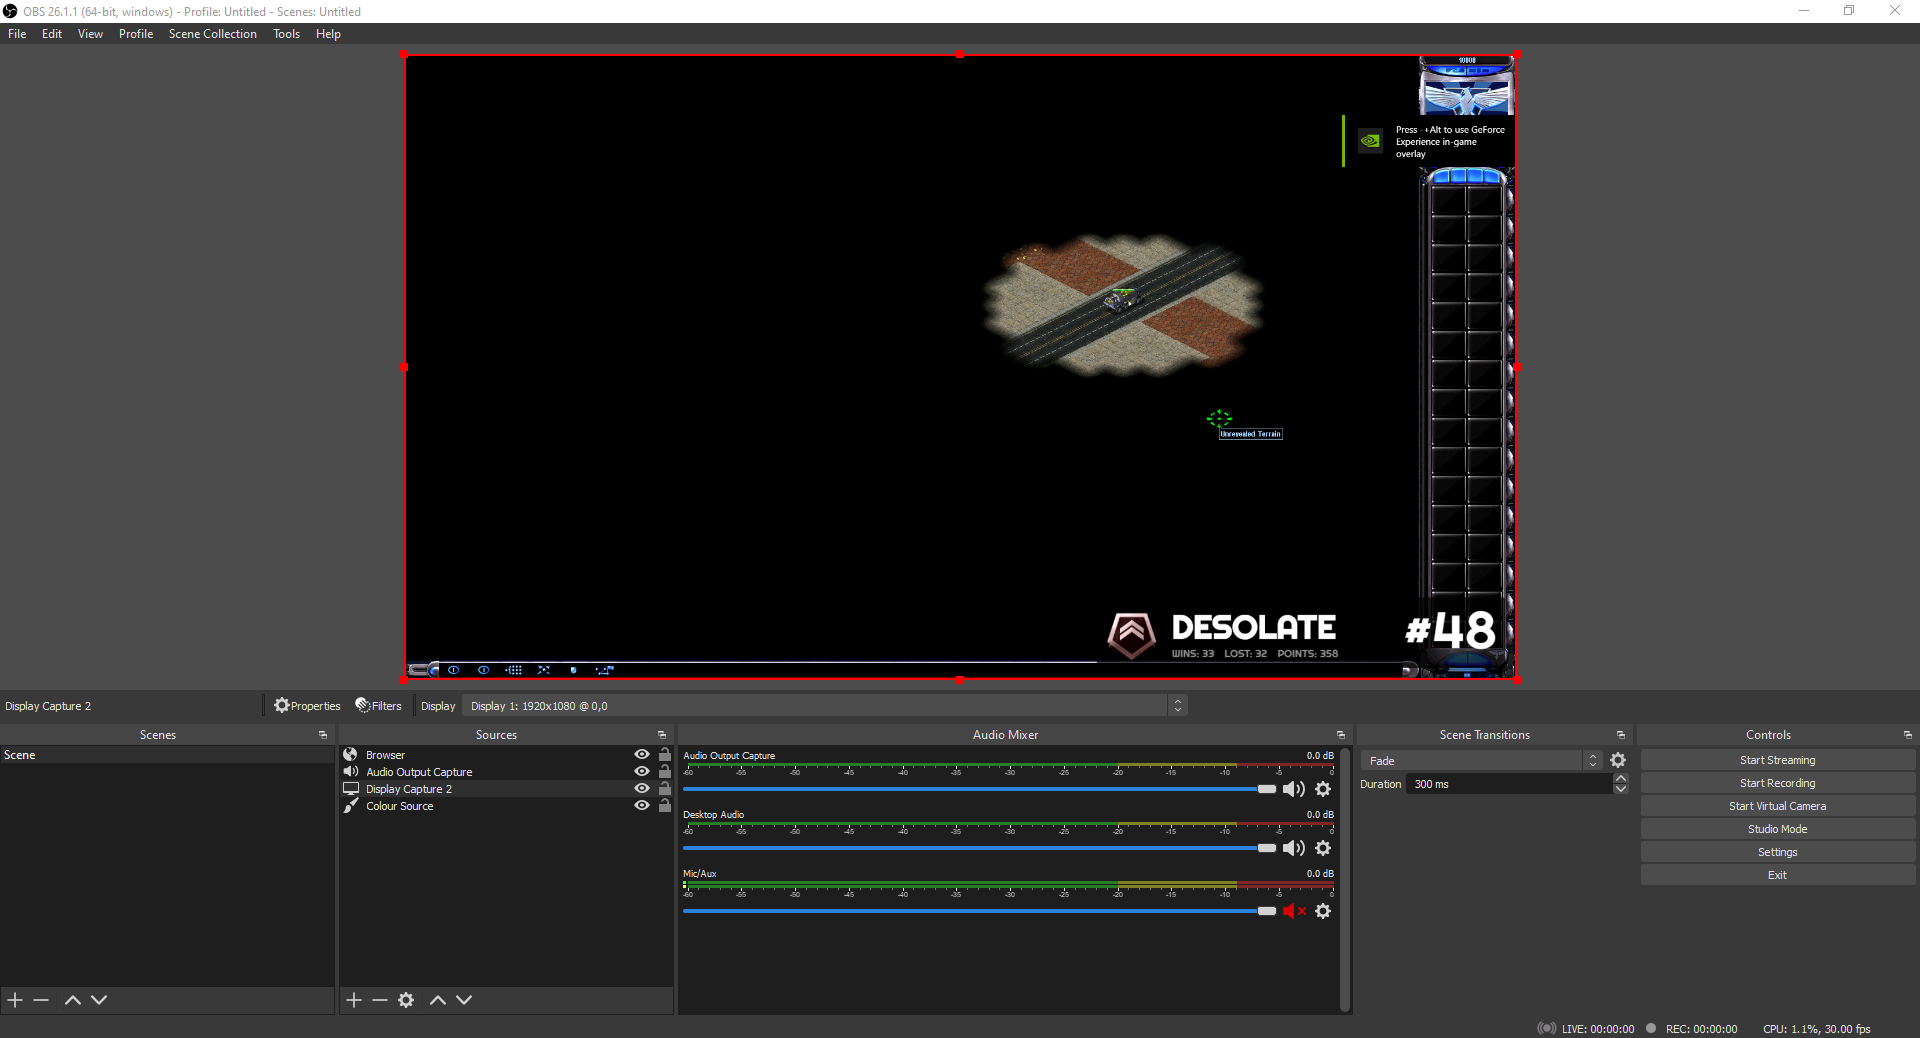 OBS 26.1.1 (64-bit, windows) - Profile: Untitled - Scenes: Untitled
File Edit View Profile Scene Collection Tools Help
10000
Press -+Alt to use GeForce
Experience in-game
overlay
Unrevealed Terrain
DESOLATE
WINS: 33 LOST: 32 POINTS: 358
#48
Display Capture 2
Properties
Filters
Display
Display 1: 1920x1080 @ 0,0
Scenes
Scene
Sources
Browser
Audio Output Capture
Display Capture 2
Colour Source
Audio Mixer
Audio Output Capture 0.0 dB
-60 -55 -50 -45 -40 -35 -30 -25 -20 -15 -10 -5 0
Desktop Audio 0.0 dB
-60 -55 -50 -45 -40 -35 -30 -25 -20 -15 -10 -5 0
Mic/Aux 0.0 dB
-60 -55 -50 -45 -40 -35 -30 -25 -20 -15 -10 -5 0
Scene Transitions
Fade
Duration 300 ms
Controls
Start Streaming
Start Recording
Start Virtual Camera
Studio Mode
Settings
Exit
LIVE: 00:00:00 REC: 00:00:00 CPU: 1.1%, 30.00 fps